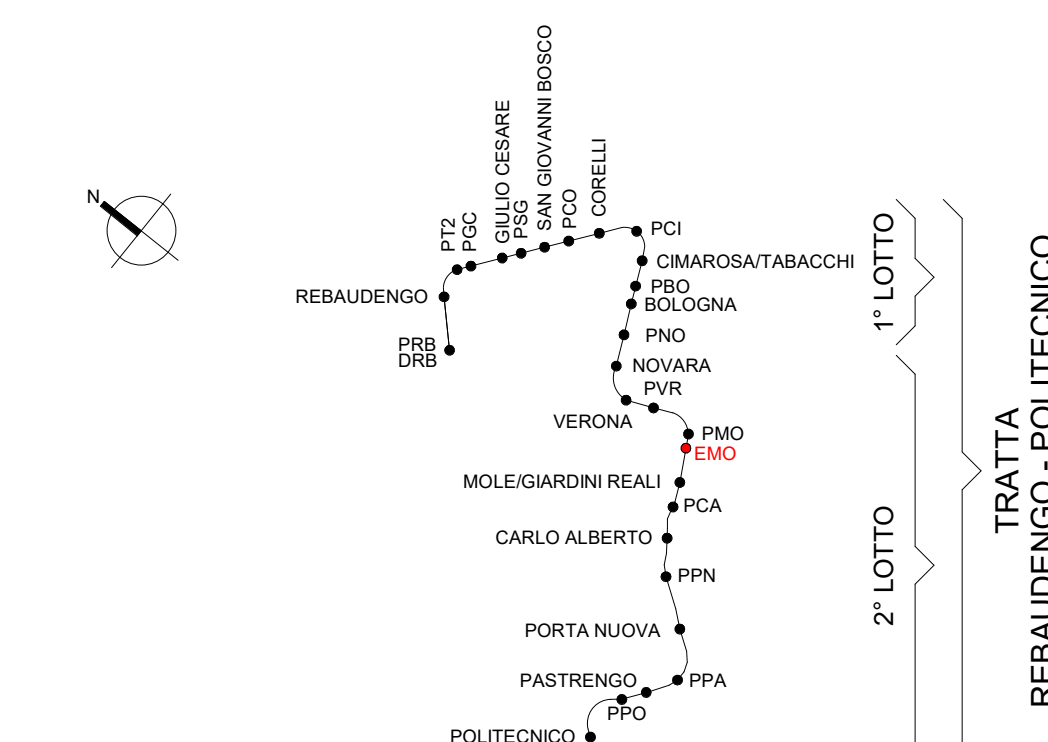 N
PT2
PGC
GIULIO CESARE
PSG
SAN GIOVANNI BOSCO
PCO
CORELLI
PCI
CIMAROSA/TABACCHI
REBAUDENGO
PBO
BOLOGNA
PRB
DRB
PNO
NOVARA
PVR
VERONA
PMO
EMO
MOLE/GIARDINI REALI
PCA
CARLO ALBERTO
PPN
PORTA NUOVA
PASTRENGO
PPA
PPO
POLITECNICO
1° LOTTO
2° LOTTO
TRATTA
REBAUDENGO - POLITECNICO